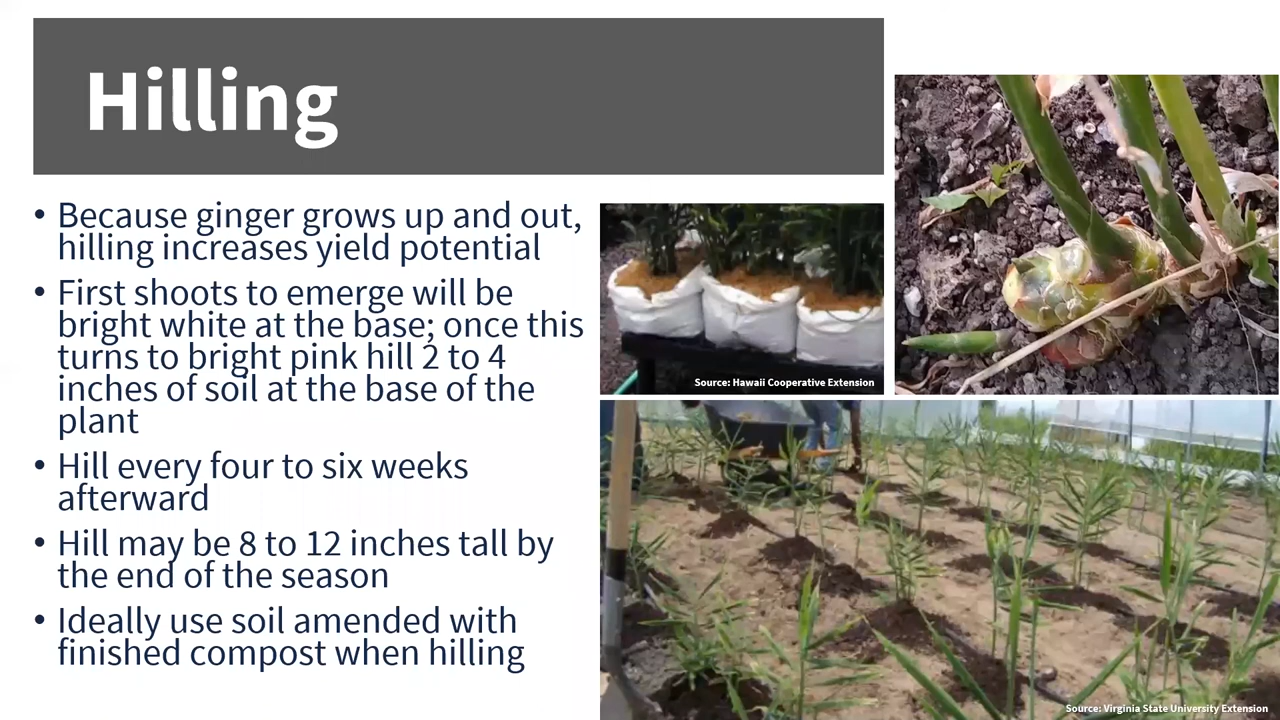 Hilling
• Because ginger grows up and out,
hilling increases yield potential
• First shoots to emerge will be
bright white at the base; once this
turns to bright pink hill 2 to 4
inches of soil at the base of the
plant
• Hill every four to six weeks
afterward
• Hill may be 8 to 12 inches tall by
the end of the season
• Ideally use soil amended with
finished compost when hilling
Source: Hawaii Cooperative Extension
Source: Virginia State University Extension